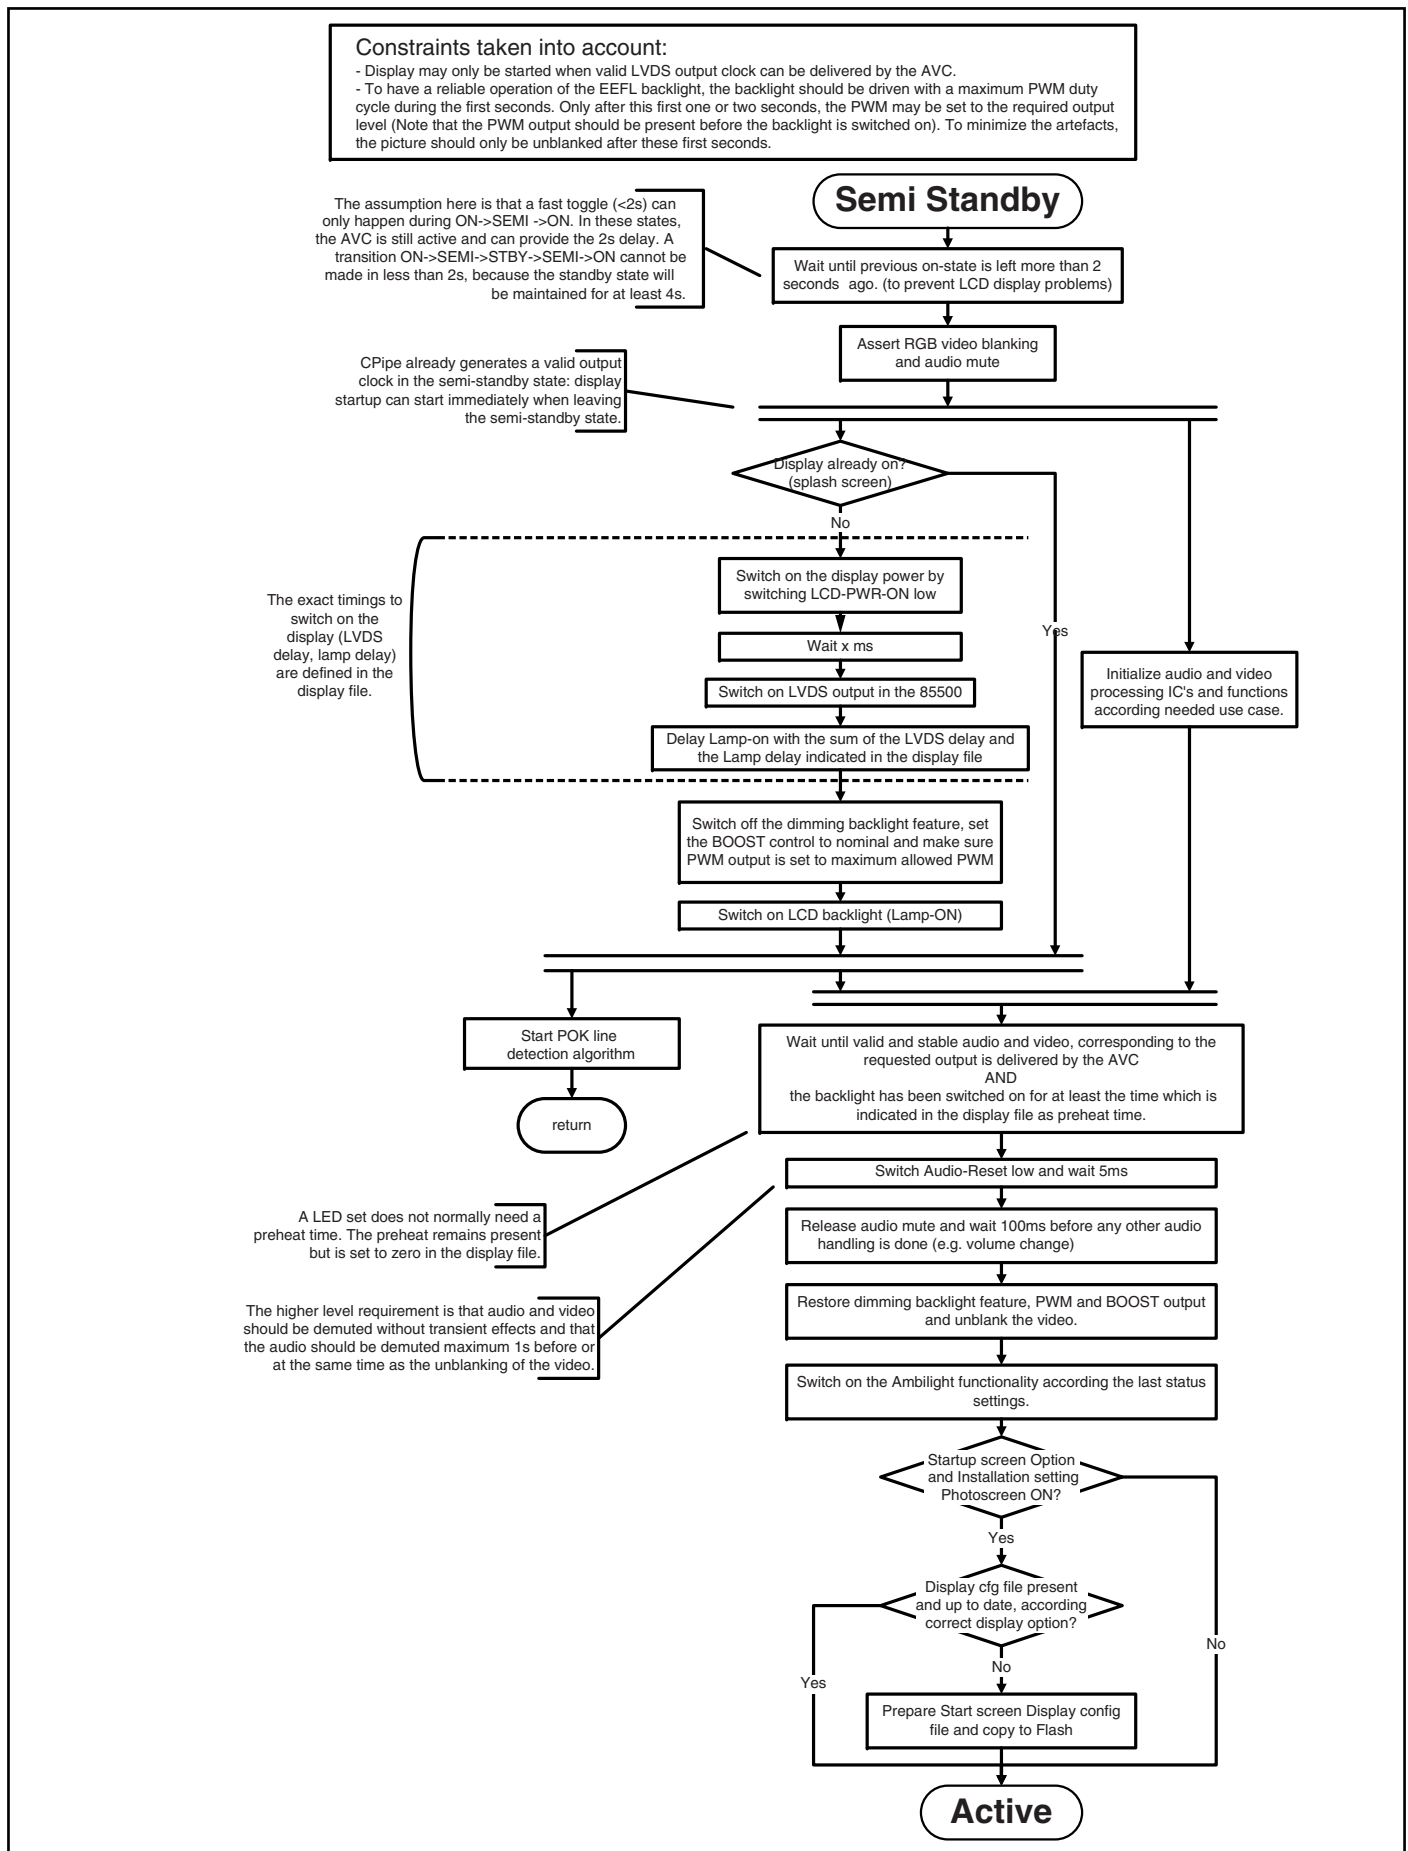 Constraints taken into account:
- Display may only be started when valid LVDS output clock can be delivered by the AVC.
- To have a reliable operation of the EEFL backlight, the backlight should be driven with a maximum PWM duty
cycle during the first seconds. Only after this first one or two seconds, the PWM may be set to the required output
level (Note that the PWM output should be present before the backlight is switched on). To minimize the artefacts,
the picture should only be unblanked after these first seconds.
Semi Standby
The assumption here is that a fast toggle (<2s) can
only happen during ON->SEMI ->ON. In these states,
the AVC is still active and can provide the 2s delay. A
transition ON->SEMI->STBY->SEMI->ON cannot be
made in less than 2s, because the standby state will
be maintained for at least 4s.
Wait until previous on-state is left more than 2
seconds ago. (to prevent LCD display problems)
Assert RGB video blanking
and audio mute
CPipe already generates a valid output
clock in the semi-standby state: display
startup can start immediately when leaving
the semi-standby state.
Display already on?
(splash screen)
No
Switch on the display power by
switching LCD-PWR-ON low
The exact timings to
switch on the
display (LVDS
delay, lamp delay)
are defined in the
display file.
Yes
Wait x ms
Initialize audio and video
processing IC's and functions
according needed use case.
Switch on LVDS output in the 85500
Delay Lamp-on with the sum of the LVDS delay and
the Lamp delay indicated in the display file
Switch off the dimming backlight feature, set
the BOOST control to nominal and make sure
PWM output is set to maximum allowed PWM
Switch on LCD backlight (Lamp-ON)
Start POK line
detection algorithm
return
Wait until valid and stable audio and video, corresponding to the
requested output is delivered by the AVC
AND
the backlight has been switched on for at least the time which is
indicated in the display file as preheat time.
Switch Audio-Reset low and wait 5ms
A LED set does not normally need a
preheat time. The preheat remains present
but is set to zero in the display file.
Release audio mute and wait 100ms before any other audio
handling is done (e.g. volume change)
The higher level requirement is that audio and video
should be demuted without transient effects and that
the audio should be demuted maximum 1s before or
at the same time as the unblanking of the video.
Restore dimming backlight feature, PWM and BOOST output
and unblank the video.
Switch on the Ambilight functionality according the last status
settings.
Startup screen Option
and Installation setting
Photoscreen ON?
Yes
Display cfg file present
and up to date, according
correct display option?
No
No
Yes
Prepare Start screen Display config
file and copy to Flash
Active